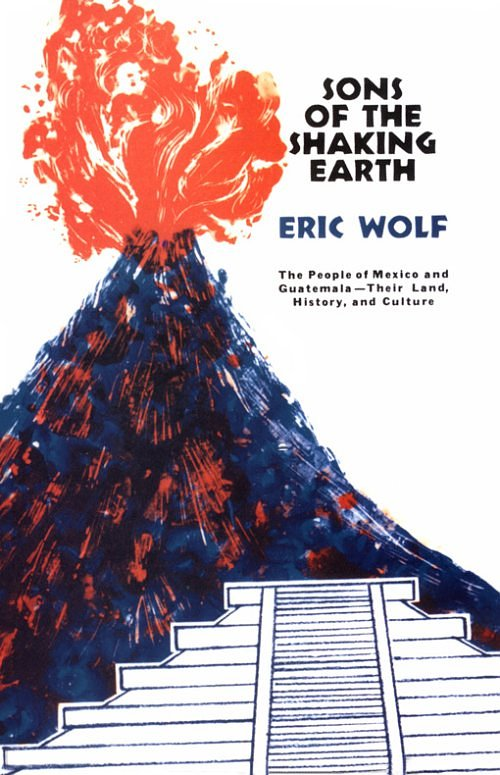 SONS
OF THE
SHAKING
EARTH
ERIC WOLF
The People of Mexico and
Guatemala—Their Land,
History, and Culture